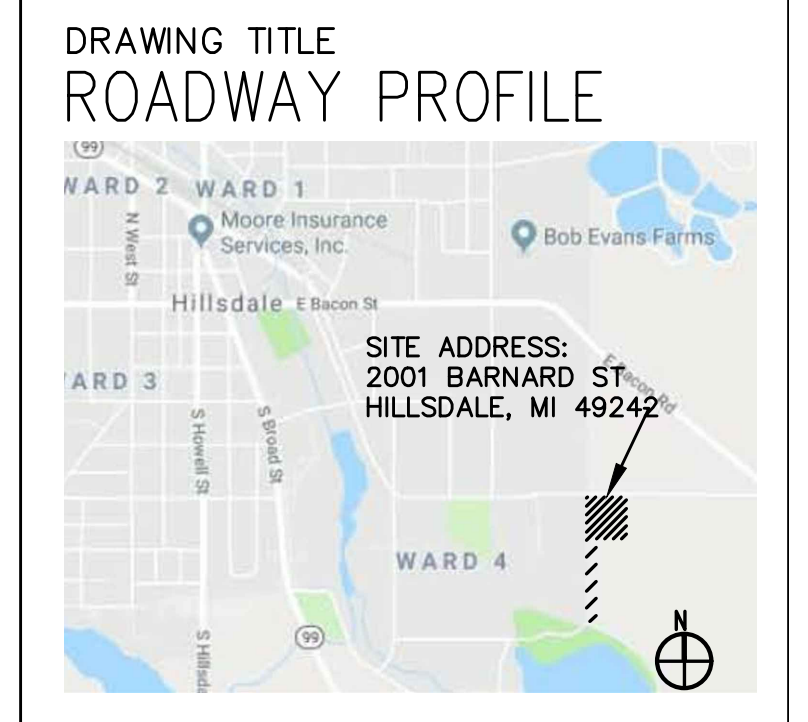 DRAWING TITLE
ROADWAY PROFILE
99
WARD 2 WARD 1
N West St
Moore Insurance
Services, Inc.
Bob Evans Farms
Hillsdale E Bacon St
SITE ADDRESS:
2001 BARNARD ST
HILLSDALE, MI 49242
E Bacon Rd
ARD 3
S Howell St
S Broad St
WARD 4
99
S Hillsda
N